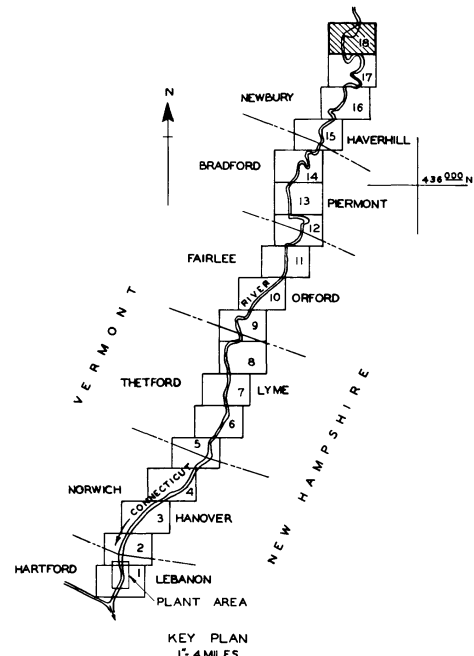 18
17
N
NEWBURY
16
15
HAVERHILL
BRADFORD
14
436 000 N
13
PIERMONT
12
FAIRLEE
11
RIVER
10
ORFORD
VERMONT
9
8
THETFORD
7
LYME
6
NEW HAMPSHIRE
5
CONNECTICUT
NORWICH
4
3
HANOVER
2
HARTFORD
1
LEBANON
PLANT AREA
KEY PLAN
1"= 4 MILES